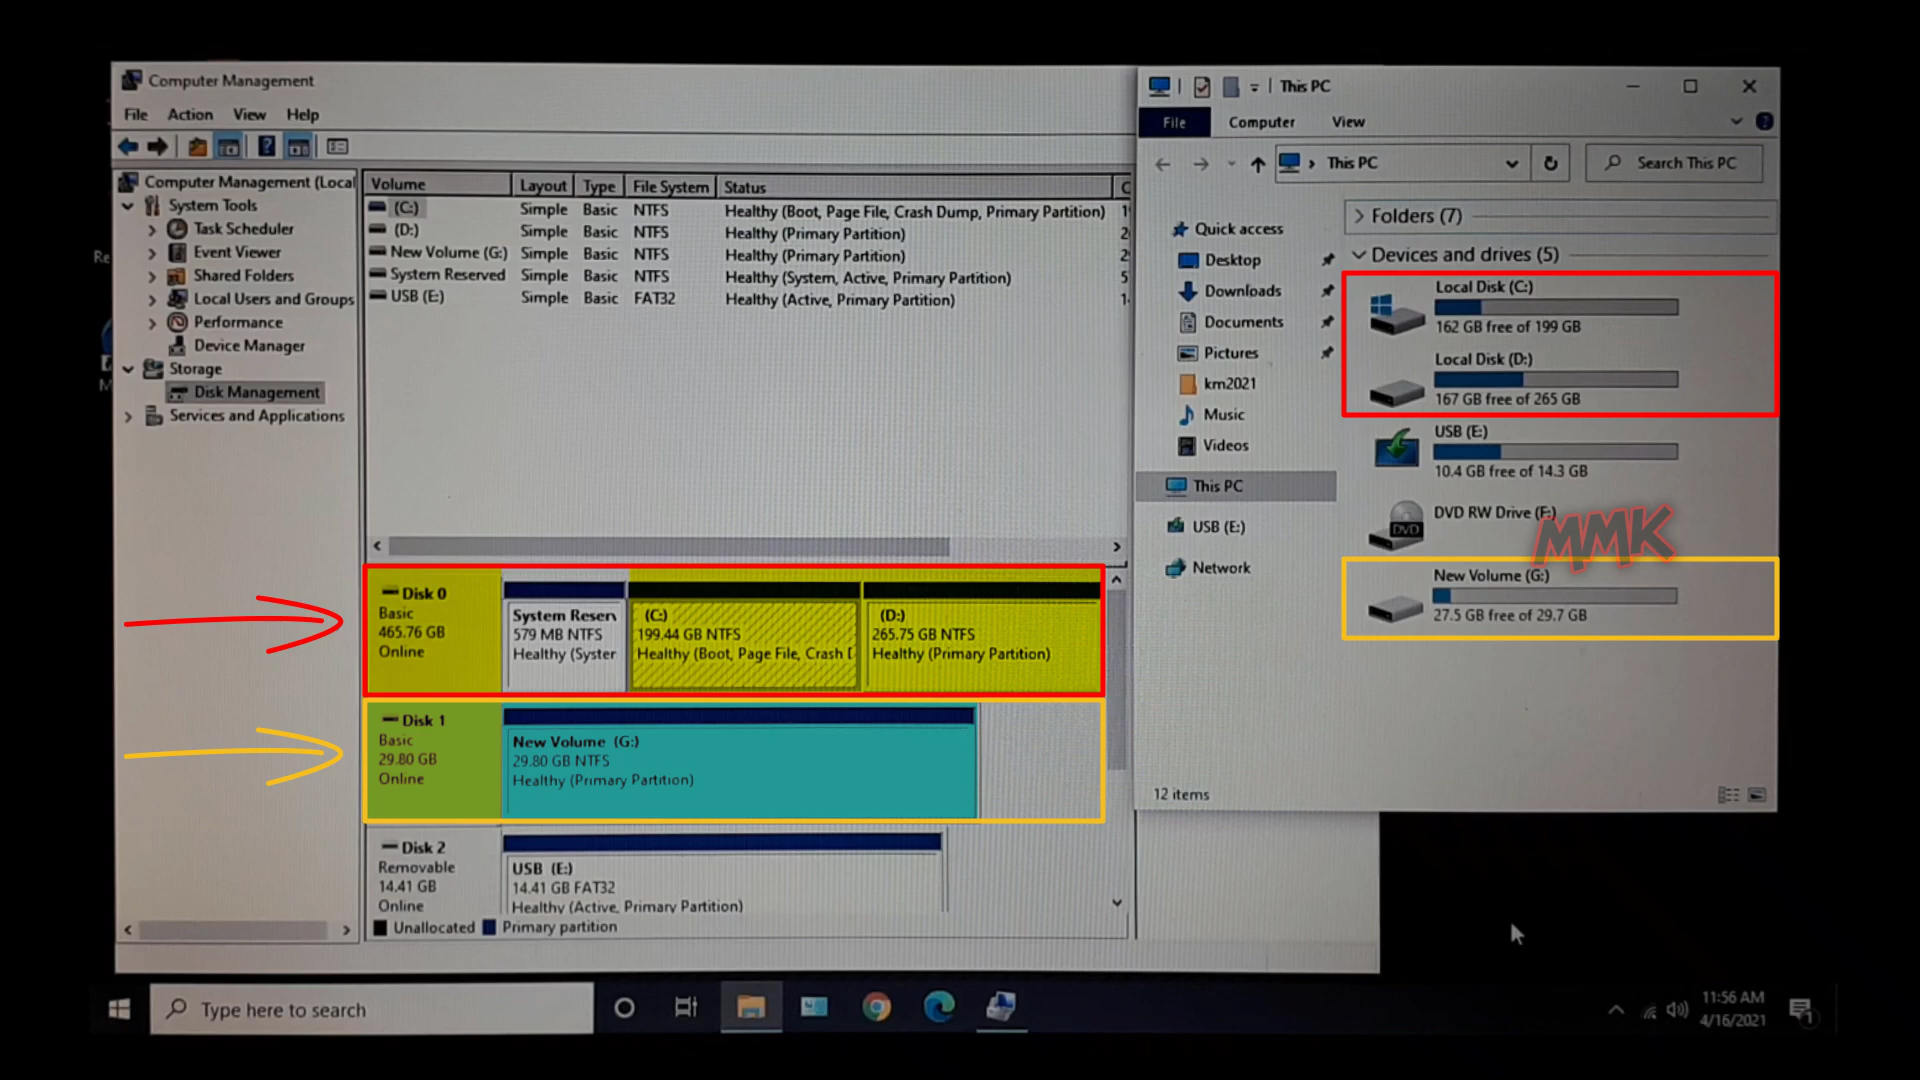 Computer Management
File Action View Help
Computer Management (Local
System Tools
Task Scheduler
Event Viewer
Shared Folders
Local Users and Groups
Performance
Device Manager
Storage
Disk Management
Services and Applications
Volume Layout Type File System Status
(C:) Simple Basic NTFS Healthy (Boot, Page File, Crash Dump, Primary Partition)
(D:) Simple Basic NTFS Healthy (Primary Partition)
New Volume (G:) Simple Basic NTFS Healthy (Primary Partition)
System Reserved Simple Basic NTFS Healthy (System, Active, Primary Partition)
USB (E:) Simple Basic FAT32 Healthy (Active, Primary Partition)
Disk 0
Basic
465.76 GB
Online
System Reserv
579 MB NTFS
Healthy (System
(C:)
199.44 GB NTFS
Healthy (Boot, Page File, Crash D
(D:)
265.75 GB NTFS
Healthy (Primary Partition)
Disk 1
Basic
29.80 GB
Online
New Volume (G:)
29.80 GB NTFS
Healthy (Primary Partition)
Disk 2
Removable
14.41 GB
Online
USB (E:)
14.41 GB FAT32
Healthy (Active, Primary Partition)
Unallocated Primary partition
This PC
File Computer View
This PC
Search This PC
Quick access
Desktop
Downloads
Documents
Pictures
km2021
Music
Videos
This PC
USB (E:)
Network
Folders (7)
Devices and drives (5)
Local Disk (C:)
162 GB free of 199 GB
Local Disk (D:)
167 GB free of 265 GB
USB (E:)
10.4 GB free of 14.3 GB
DVD RW Drive (F:)
DVD
MMK
New Volume (G:)
27.5 GB free of 29.7 GB
12 items
Type here to search
11:56 AM
4/16/2021
1